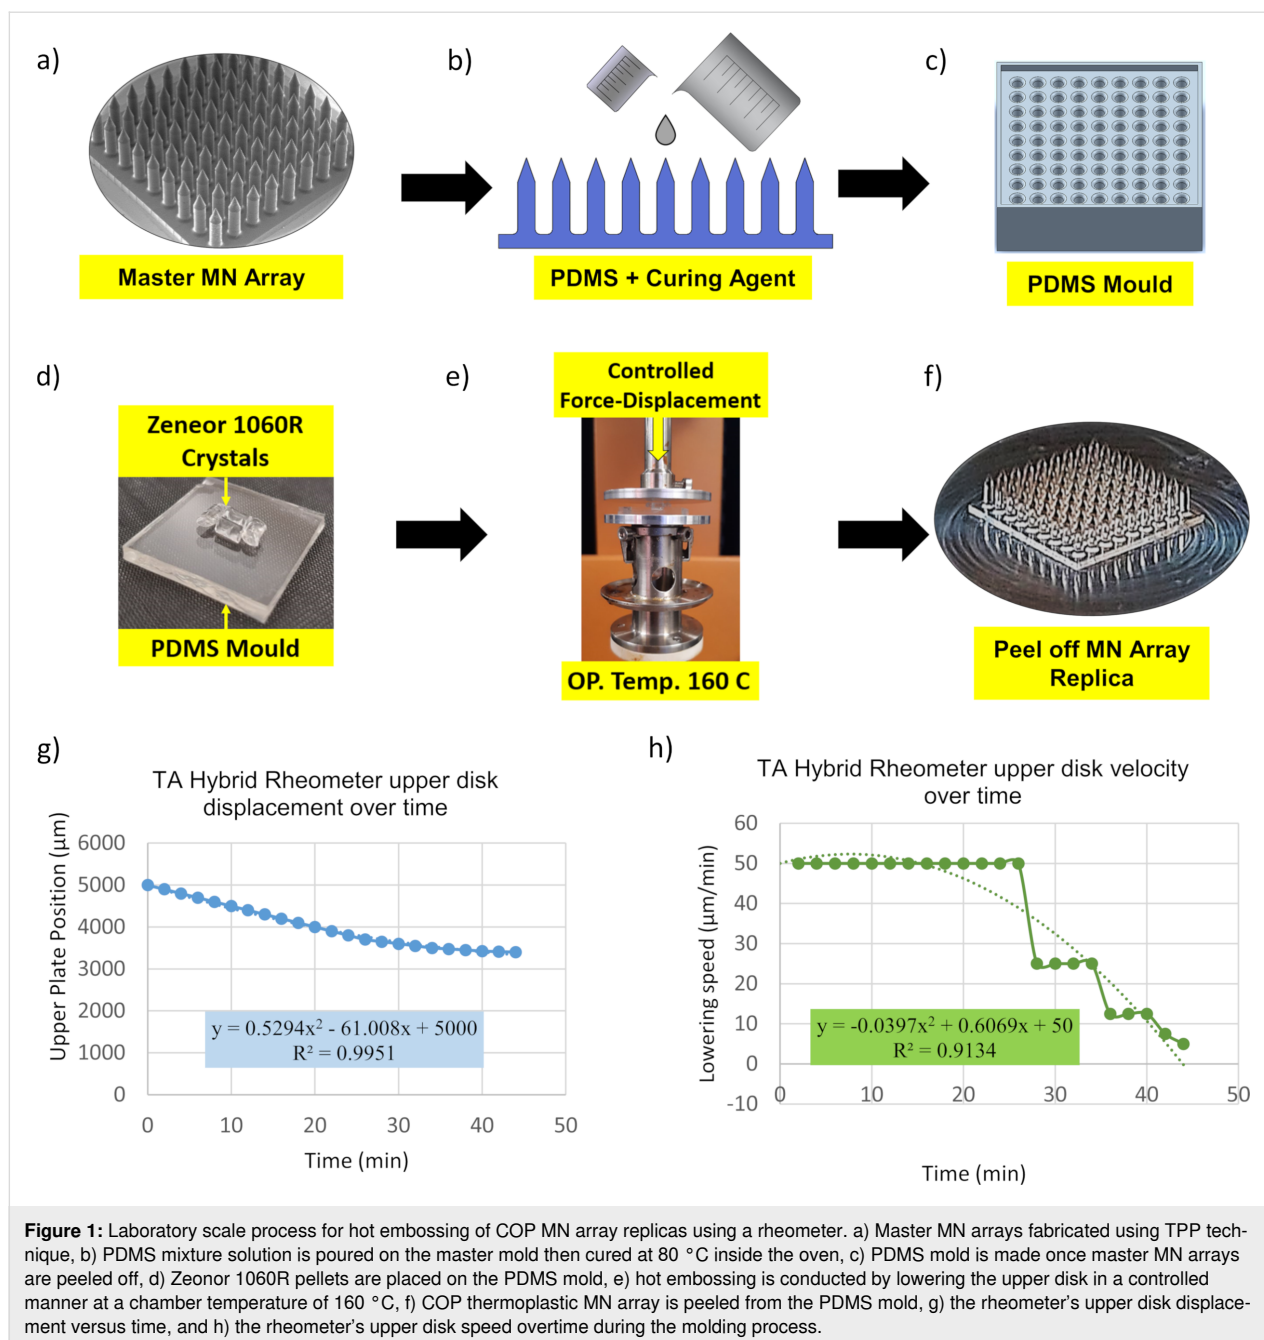 a)
b)
c)
Master MN Array
PDMS + Curing Agent
PDMS Mould
d)
e)
f)
Zeneor 1060R
Crystals
PDMS Mould
Controlled
Force-Displacement
OP. Temp. 160 C
Peel off MN Array
Replica
g)
TA Hybrid Rheometer upper disk
displacement over time
Upper Plate Position (µm)
6000
5000
4000
3000
2000
1000
0
y = 0.5294x² - 61.008x + 5000
R² = 0.9951
0 10 20 30 40 50
Time (min)
h)
TA Hybrid Rheometer upper disk velocity
over time
Lowering speed (µm/min)
60
50
40
30
20
10
0
-10
y = -0.0397x² + 0.6069x + 50
R² = 0.9134
0 10 20 30 40 50
Time (min)
Figure 1: Laboratory scale process for hot embossing of COP MN array replicas using a rheometer. a) Master MN arrays fabricated using TPP tech-
nique, b) PDMS mixture solution is poured on the master mold then cured at 80 °C inside the oven, c) PDMS mold is made once master MN arrays
are peeled off, d) Zeonor 1060R pellets are placed on the PDMS mold, e) hot embossing is conducted by lowering the upper disk in a controlled
manner at a chamber temperature of 160 °C, f) COP thermoplastic MN array is peeled from the PDMS mold, g) the rheometer's upper disk displace-
ment versus time, and h) the rheometer's upper disk speed overtime during the molding process.